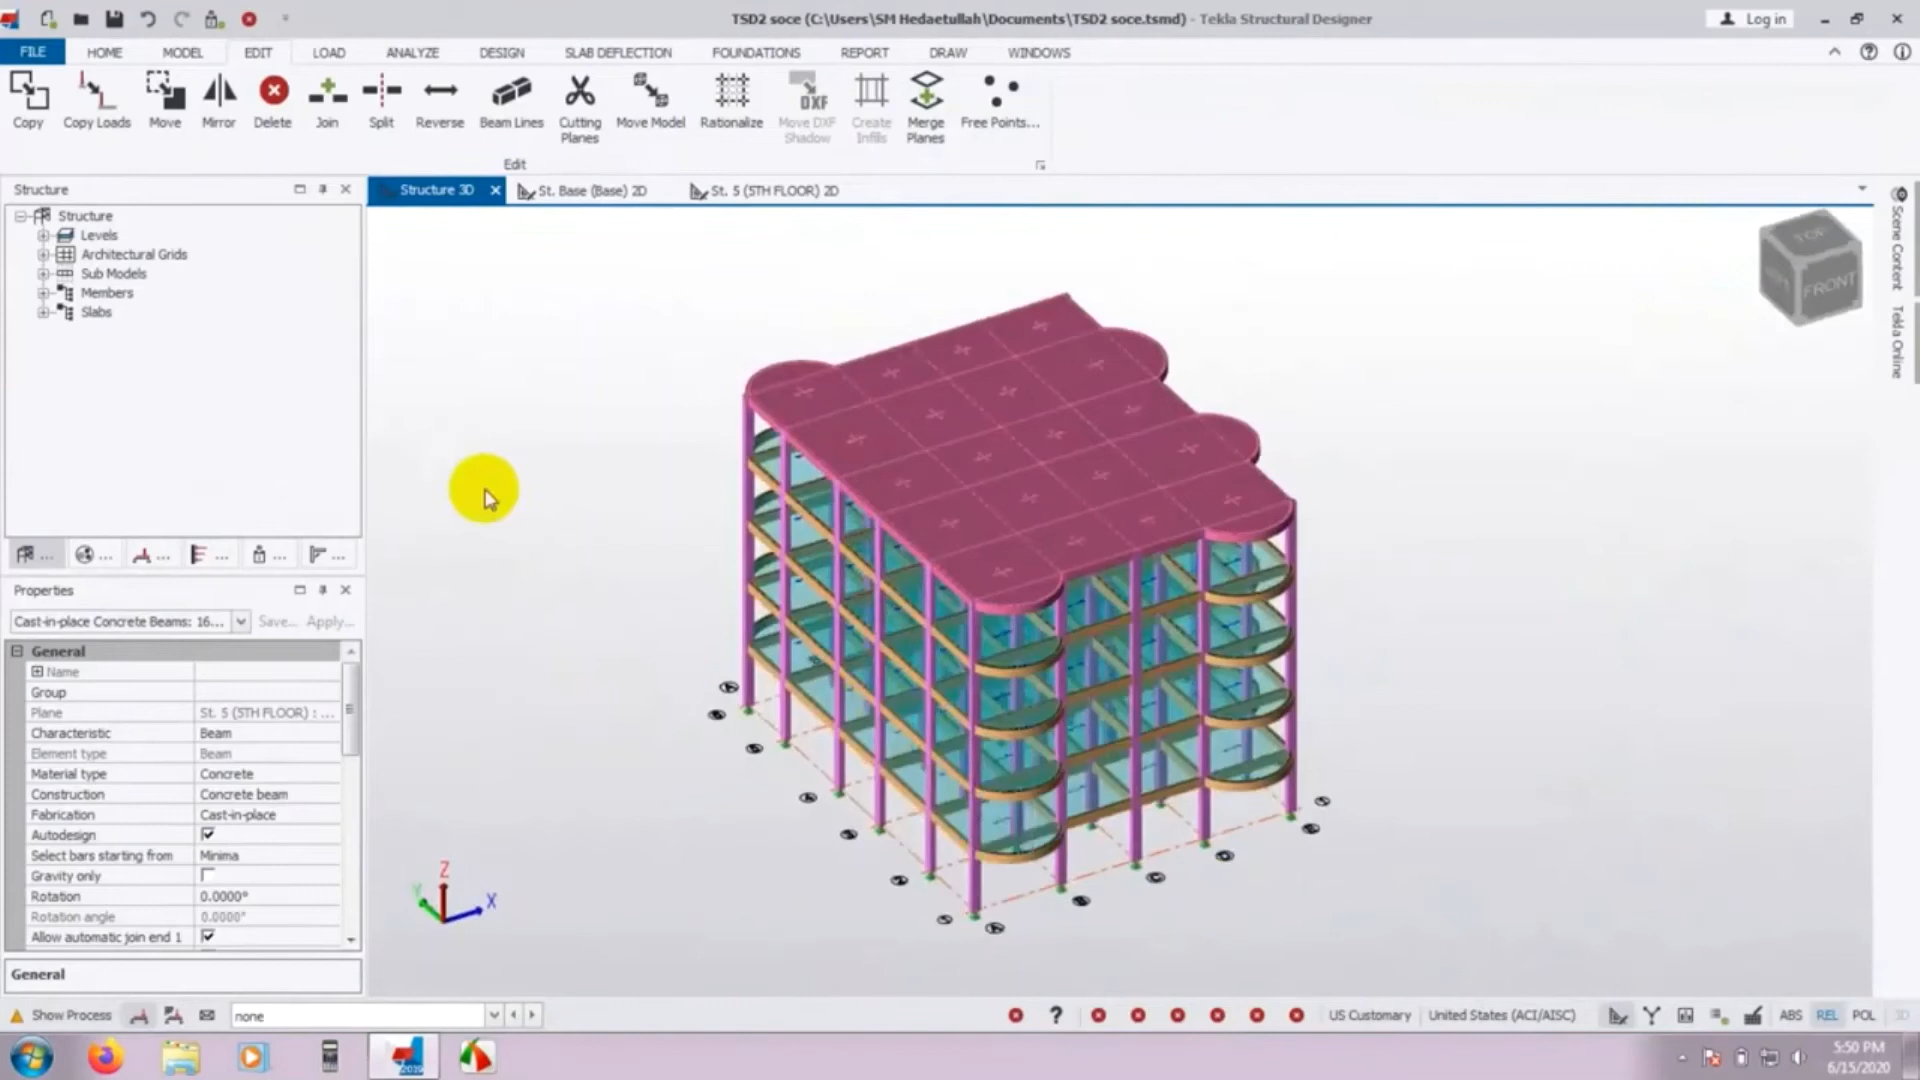 TSD2 soce (C:\Users\SM Hedaetullah\Documents\TSD2 soce.tsmd) - Tekla Structural Designer
Log in
FILE HOME MODEL EDIT LOAD ANALYZE DESIGN SLAB DEFLECTION FOUNDATIONS REPORT DRAW WINDOWS
Copy Copy Loads Move Mirror Delete Join Split Reverse Beam Lines Cutting Planes Move Model Rationalize Move DXF Shadow Create Infills Merge Planes Free Points...
Edit
Structure
Structure 3D St. Base (Base) 2D St. 5 (5TH FLOOR) 2D
Structure
Levels
Architectural Grids
Sub Models
Members
Slabs
TOP
FRONT
Scene Content
Tekla Online
Properties
Cast-in-place Concrete Beams: 16... Save... Apply...
General
Name
Group
Plane St. 5 (5TH FLOOR) : ...
Characteristic Beam
Element type Beam
Material type Concrete
Construction Concrete beam
Fabrication Cast-in-place
Autodesign
Select bars starting from Minima
Gravity only
Rotation 0.0000°
Rotation angle 0.0000°
Allow automatic join end 1
General
Z
Y
X
Show Process none US Customary United States (ACI/AISC) ABS REL POL 3D
2019
5:50 PM
6/15/2020